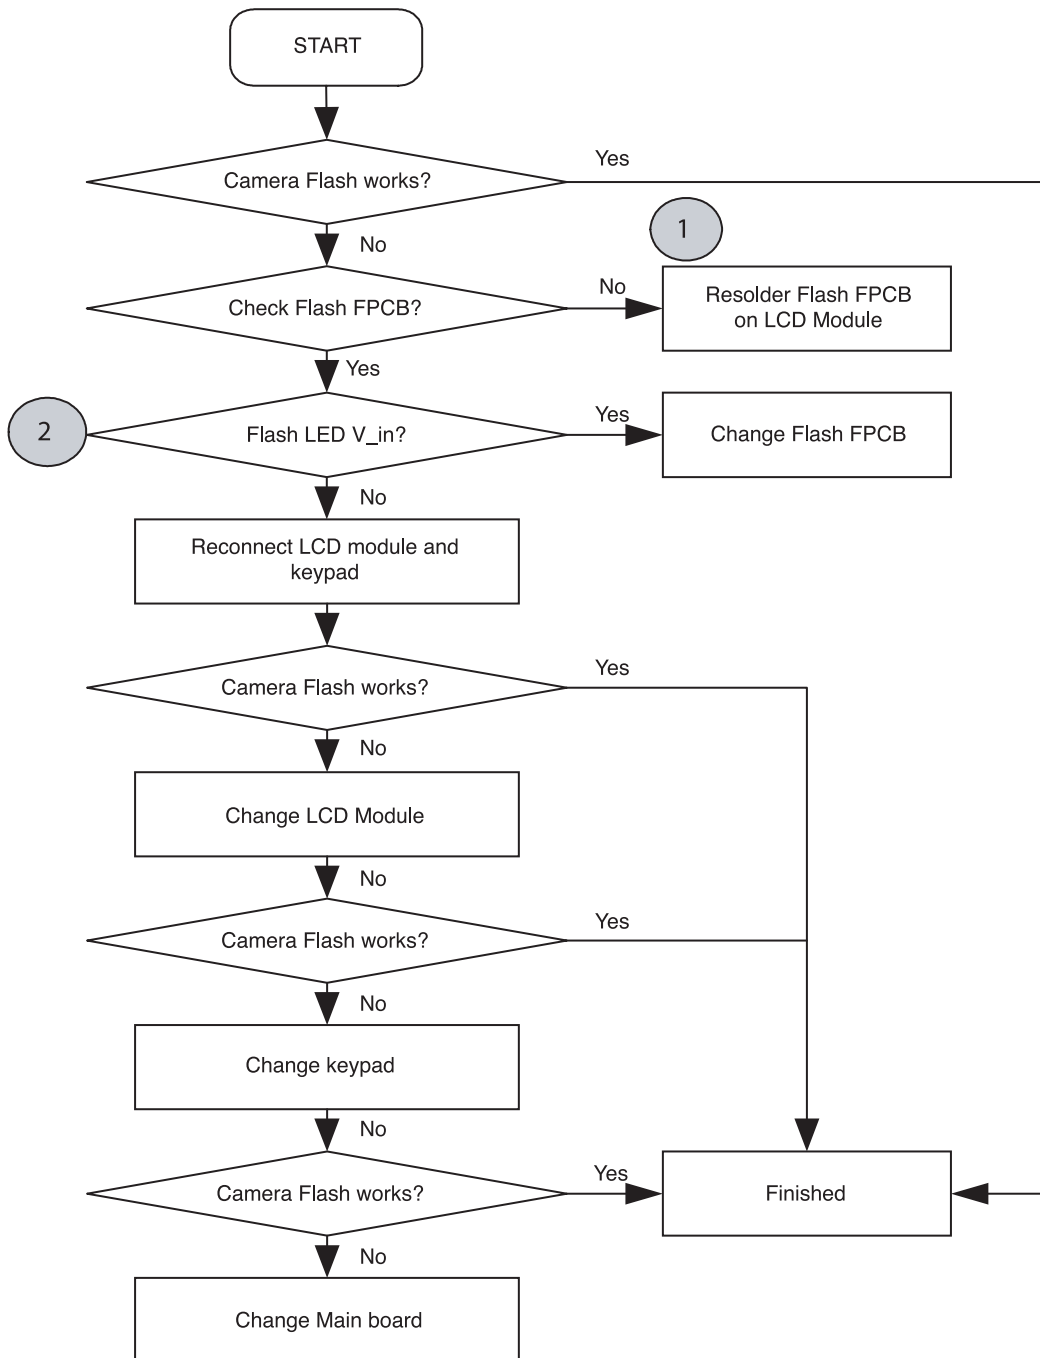 START
Camera Flash works?
Yes
1
No
Check Flash FPCB?
No
Resolder Flash FPCB
on LCD Module
Yes
2
Flash LED V_in?
Yes
Change Flash FPCB
No
Reconnect LCD module and
keypad
Camera Flash works?
Yes
No
Change LCD Module
No
Camera Flash works?
Yes
No
Change keypad
No
Camera Flash works?
Yes
Finished
No
Change Main board